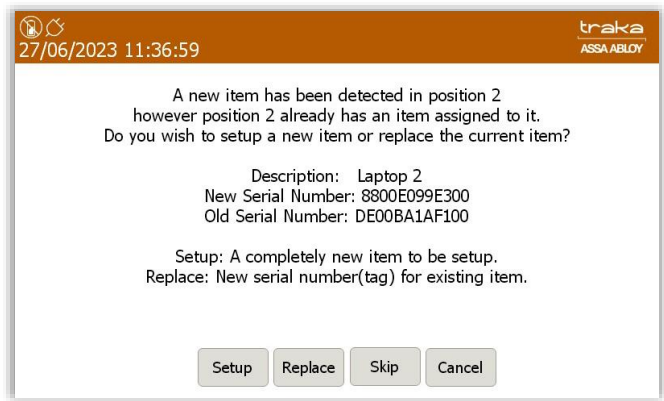 27/06/2023 11:36:59
traka
ASSA ABLOY
A new item has been detected in position 2
however position 2 already has an item assigned to it.
Do you wish to setup a new item or replace the current item?
Description: Laptop 2
New Serial Number: 8800E099E300
Old Serial Number: DE00BA1AF100
Setup: A completely new item to be setup.
Replace: New serial number(tag) for existing item.
Setup Replace Skip Cancel